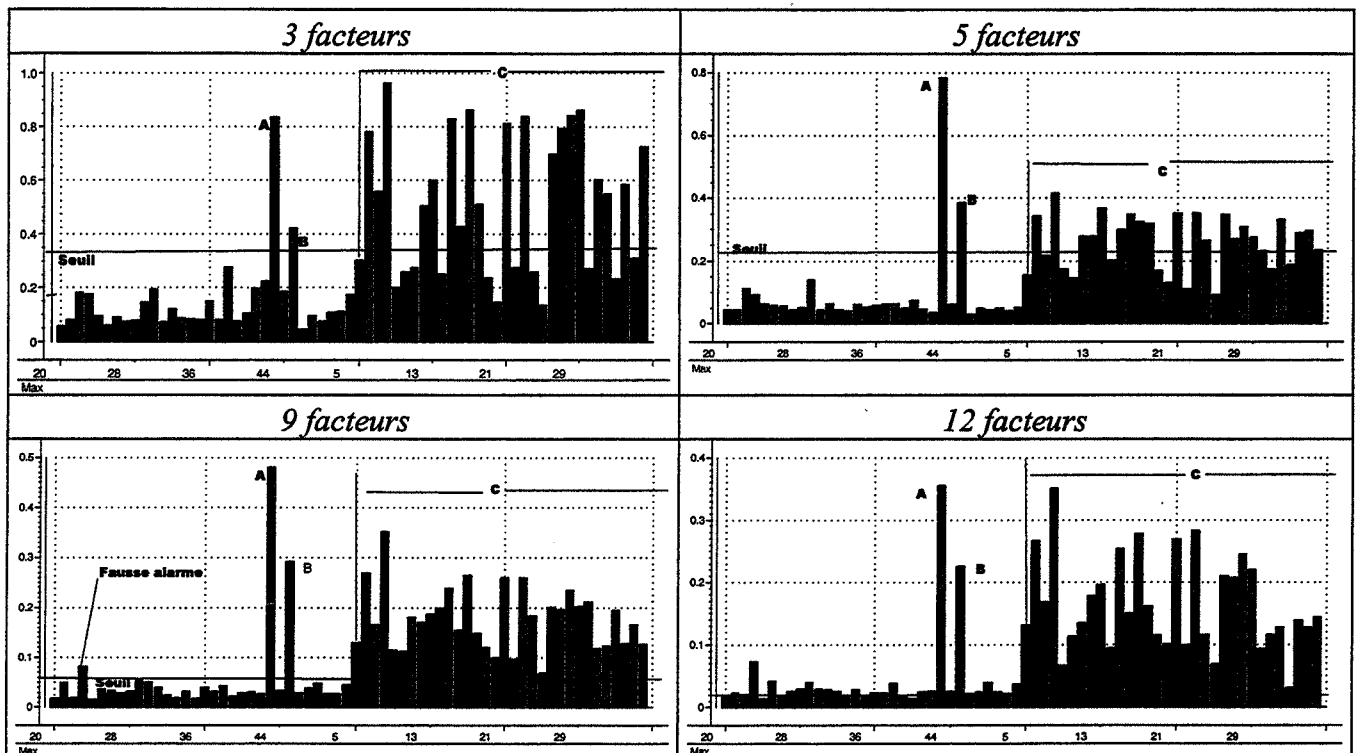 3 facteurs
5 facteurs
1.0
C
0.8
A
0.6
0.4
B
Seuil
0.2
0
20 28 36 44 5 13 21 29
Max
0.8
A
0.6
C
0.4
B
Seuil
0.2
0
20 28 36 44 5 13 21 29
Max
9 facteurs
12 facteurs
0.5
A
C
0.4
0.3
B
Fausse alarme
0.2
0.1
Seuil
0
20 28 36 44 5 13 21 29
Max
0.4
C
A
0.3
B
0.2
0.1
0
20 28 36 44 5 13 21 29
Max